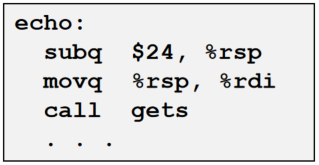 echo:
  subq  $24, %rsp
  movq  %rsp, %rdi
  call  gets
  . . .